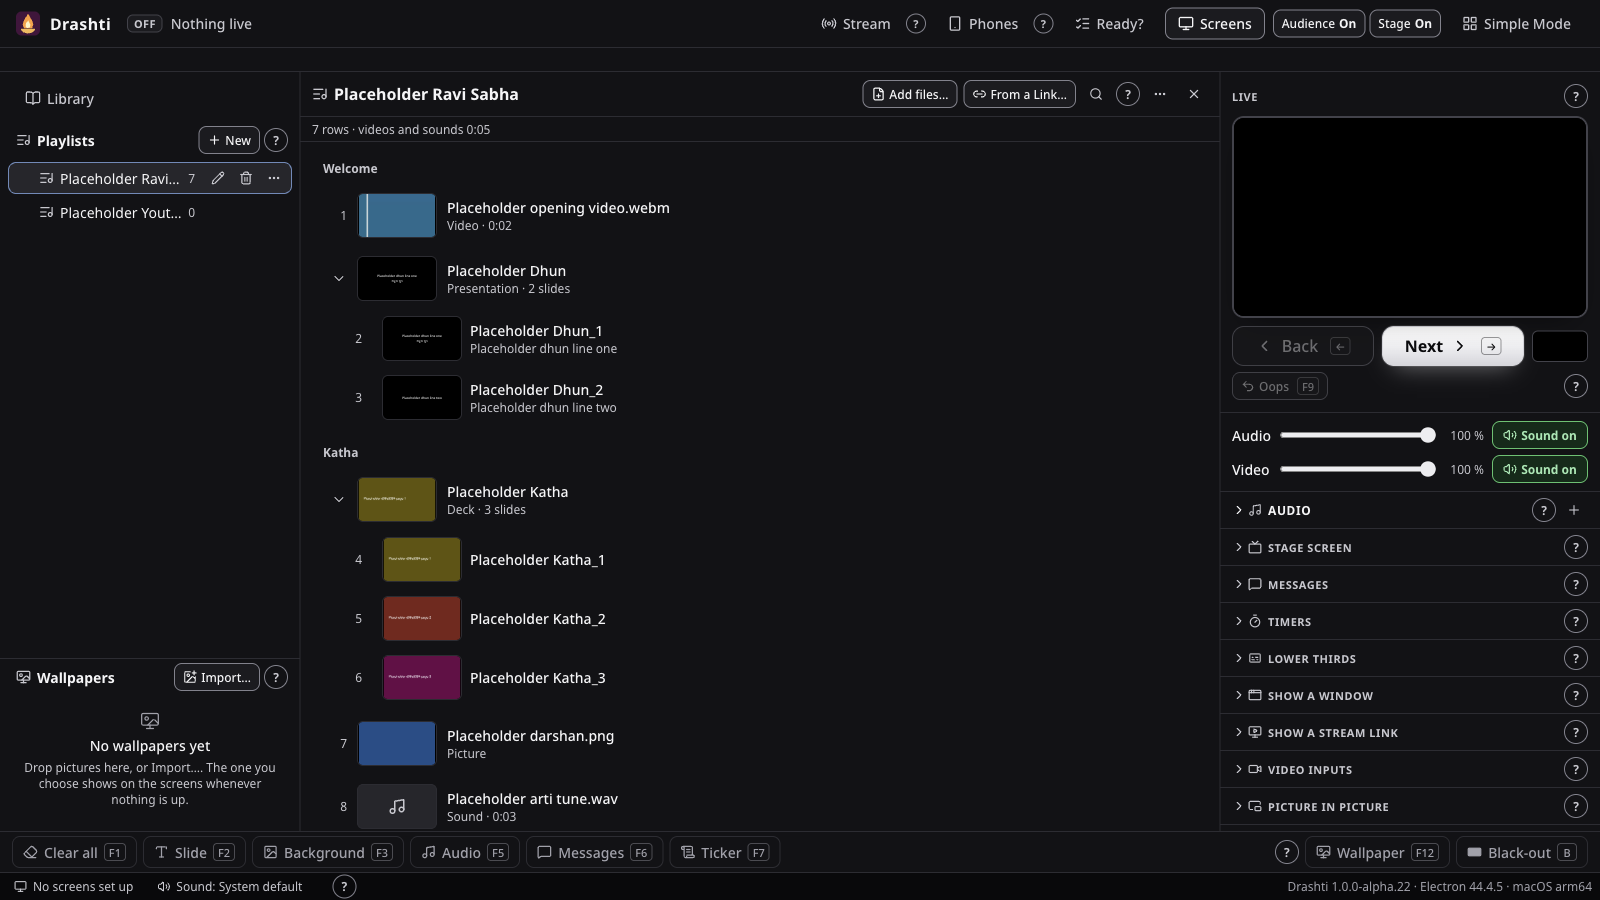 Drashti OFF Nothing live Stream ? Phones ? Ready? Screens Audience On Stage On Simple Mode
Library
Playlists + New ?
Placeholder Ravi... 7 ...
Placeholder Yout... 0
Wallpapers Import... ?
No wallpapers yet
Drop pictures here, or Import.... The one you
choose shows on the screens whenever
nothing is up.
Placeholder Ravi Sabha Add files... From a Link... ? ...
7 rows · videos and sounds 0:05
Welcome
1 Placeholder opening video.webm
Video · 0:02
Placeholder Dhun
Presentation · 2 slides
2 Placeholder Dhun_1
Placeholder dhun line one
3 Placeholder Dhun_2
Placeholder dhun line two
Katha
Placeholder Katha
Deck · 3 slides
4 Placeholder Katha_1
5 Placeholder Katha_2
6 Placeholder Katha_3
7 Placeholder darshan.png
Picture
8 Placeholder arti tune.wav
Sound · 0:03
LIVE ?
Back ← Next →
Oops F9 ?
Audio 100 % Sound on
Video 100 % Sound on
AUDIO ? +
STAGE SCREEN ?
MESSAGES ?
TIMERS ?
LOWER THIRDS ?
SHOW A WINDOW ?
SHOW A STREAM LINK ?
VIDEO INPUTS ?
PICTURE IN PICTURE ?
Clear all F1 Slide F2 Background F3 Audio F5 Messages F6 Ticker F7 ? Wallpaper F12 Black-out B
No screens set up Sound: System default ? Drashti 1.0.0-alpha.22 · Electron 44.4.5 · macOS arm64